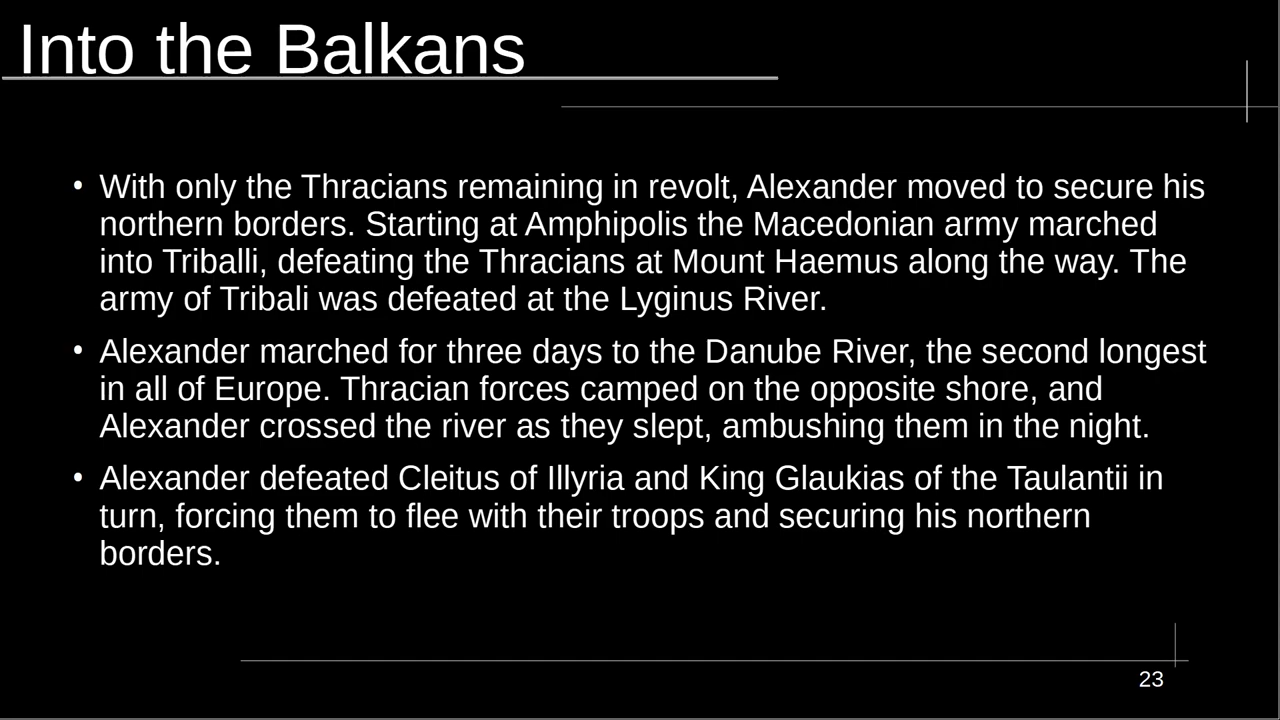 Into the Balkans
• With only the Thracians remaining in revolt, Alexander moved to secure his
northern borders. Starting at Amphipolis the Macedonian army marched
into Triballi, defeating the Thracians at Mount Haemus along the way. The
army of Tribali was defeated at the Lyginus River.
• Alexander marched for three days to the Danube River, the second longest
in all of Europe. Thracian forces camped on the opposite shore, and
Alexander crossed the river as they slept, ambushing them in the night.
• Alexander defeated Cleitus of Illyria and King Glaukias of the Taulantii in
turn, forcing them to flee with their troops and securing his northern
borders.
23